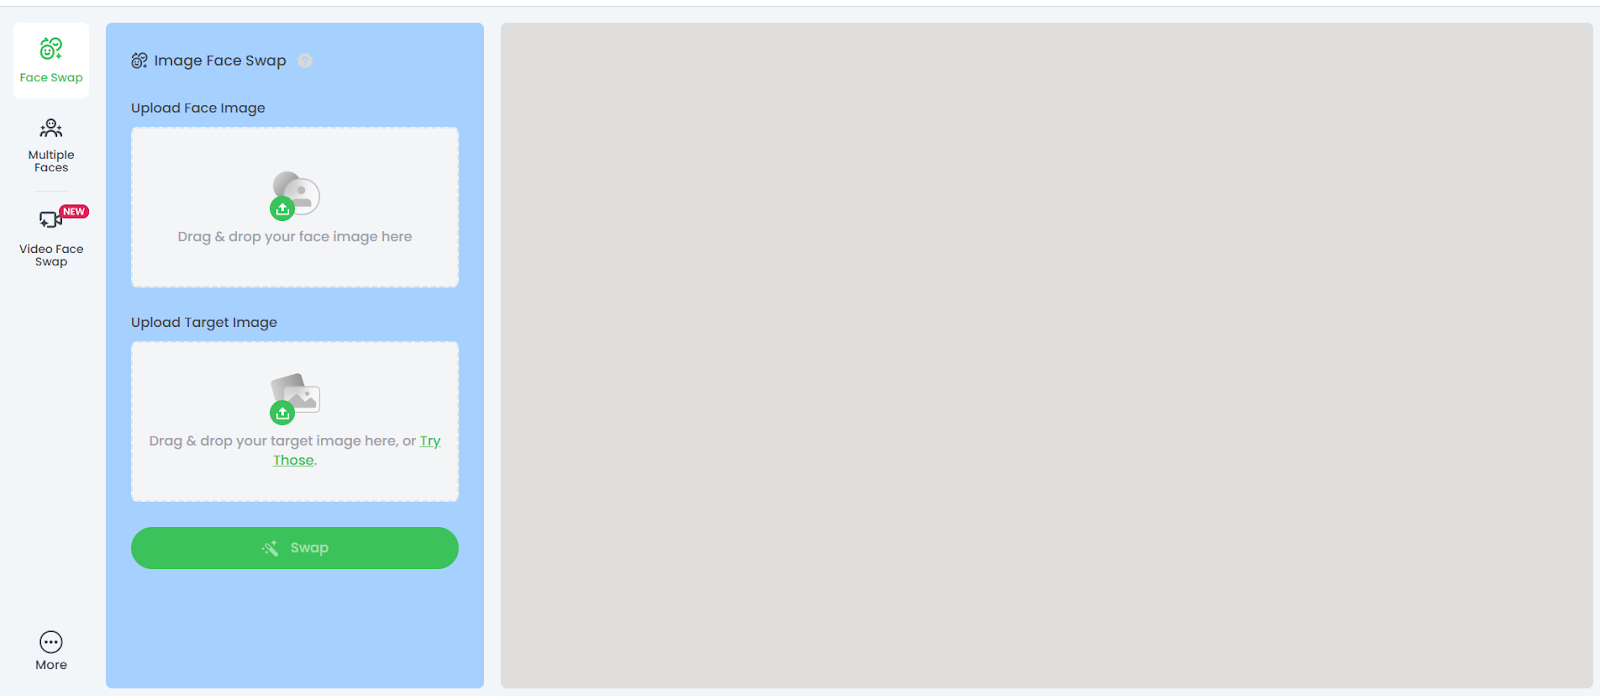 Face Swap
Multiple
Faces
NEW
Video Face
Swap
More
Image Face Swap ?
Upload Face Image
Drag & drop your face image here
Upload Target Image
Drag & drop your target image here, or Try
Those.
Swap